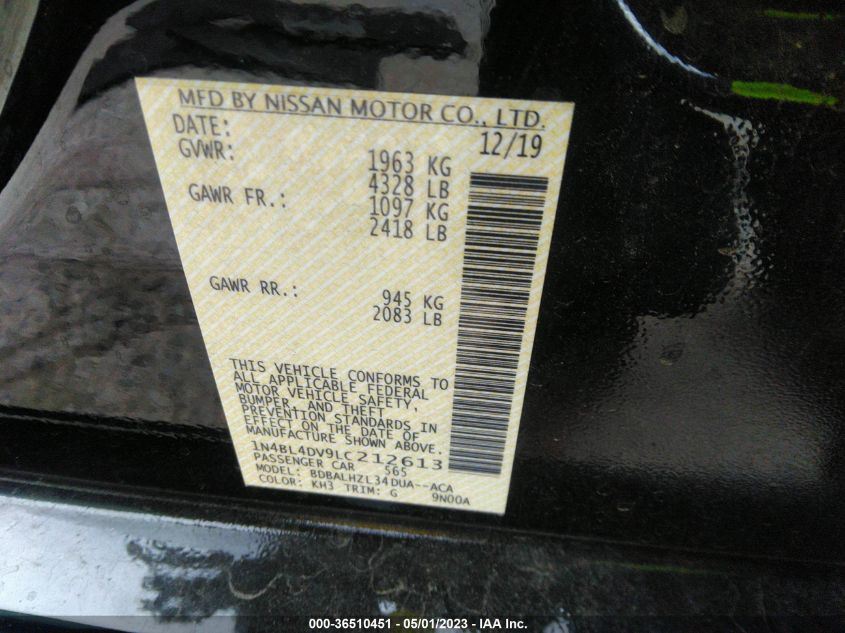 MFD BY NISSAN MOTOR CO., LTD.
DATE: 12/19
GVWR: 1963 KG
4328 LB
GAWR FR.: 1097 KG
2418 LB
GAWR RR.: 945 KG
2083 LB
THIS VEHICLE CONFORMS TO
ALL APPLICABLE FEDERAL
MOTOR VEHICLE SAFETY,
BUMPER, AND THEFT
PREVENTION STANDARDS IN
EFFECT ON THE DATE OF
MANUFACTURE SHOWN ABOVE.
1N4BL4DV9LC212613
PASSENGER CAR 565
MODEL: BDBALHZL34DUA--ACA
COLOR: KH3 TRIM: G 9N00A
000-36510451 - 05/01/2023 - IAA Inc.